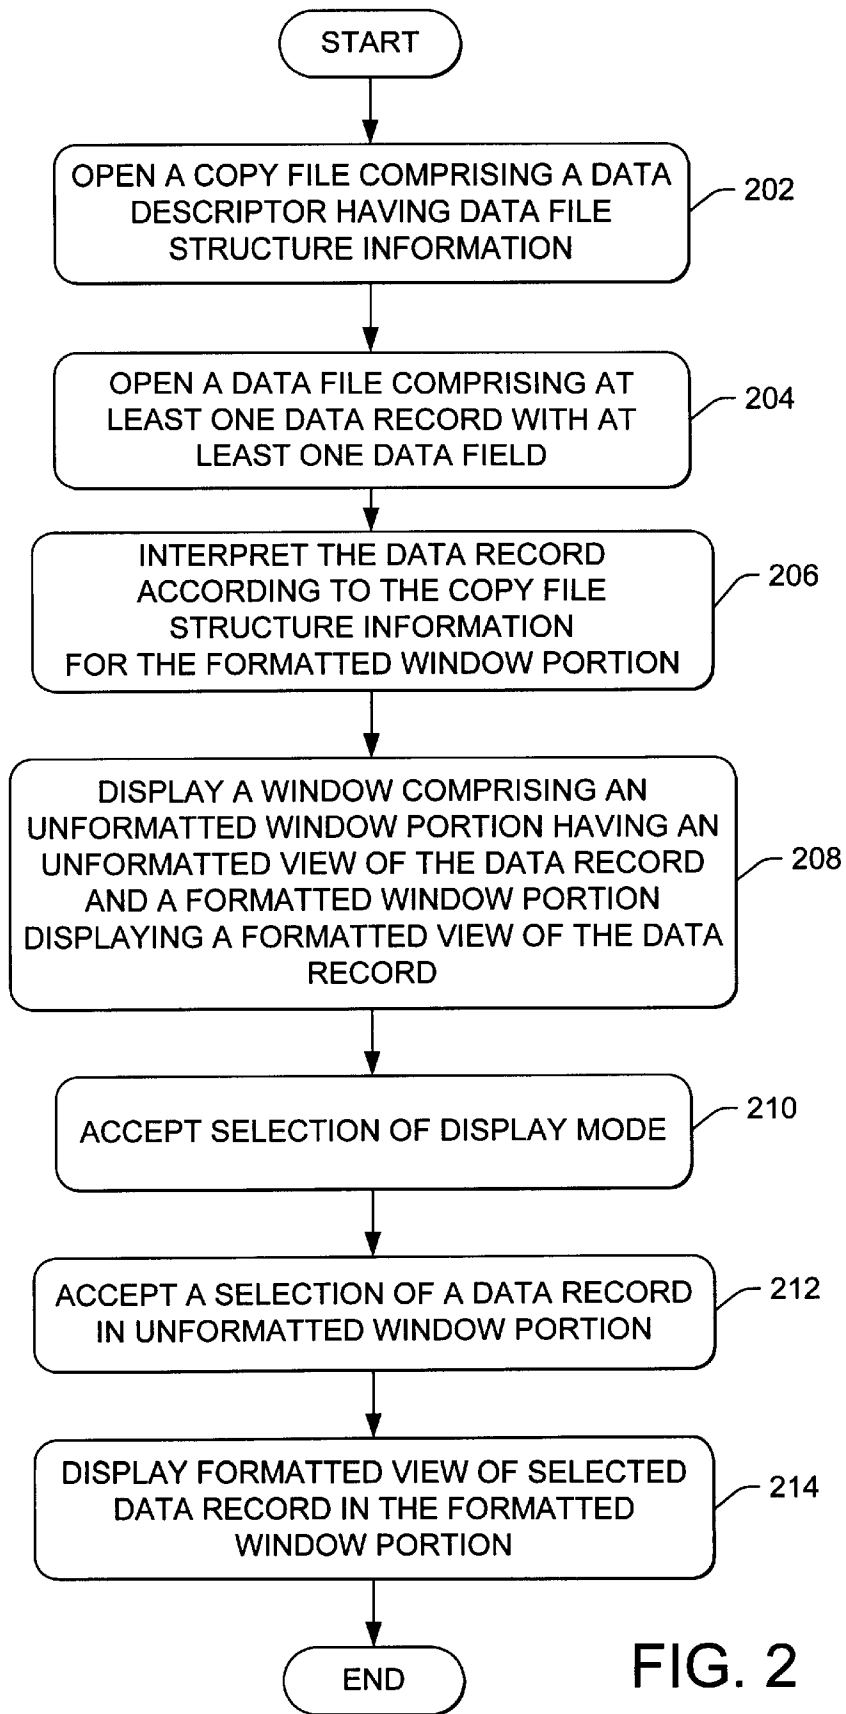 START
OPEN A COPY FILE COMPRISING A DATA
DESCRIPTOR HAVING DATA FILE
STRUCTURE INFORMATION
202
OPEN A DATA FILE COMPRISING AT
LEAST ONE DATA RECORD WITH AT
LEAST ONE DATA FIELD
204
INTERPRET THE DATA RECORD
ACCORDING TO THE COPY FILE
STRUCTURE INFORMATION
FOR THE FORMATTED WINDOW PORTION
206
DISPLAY A WINDOW COMPRISING AN
UNFORMATTED WINDOW PORTION HAVING AN
UNFORMATTED VIEW OF THE DATA RECORD
AND A FORMATTED WINDOW PORTION
DISPLAYING A FORMATTED VIEW OF THE DATA
RECORD
208
ACCEPT SELECTION OF DISPLAY MODE
210
ACCEPT A SELECTION OF A DATA RECORD
IN UNFORMATTED WINDOW PORTION
212
DISPLAY FORMATTED VIEW OF SELECTED
DATA RECORD IN THE FORMATTED
WINDOW PORTION
214
END
FIG. 2